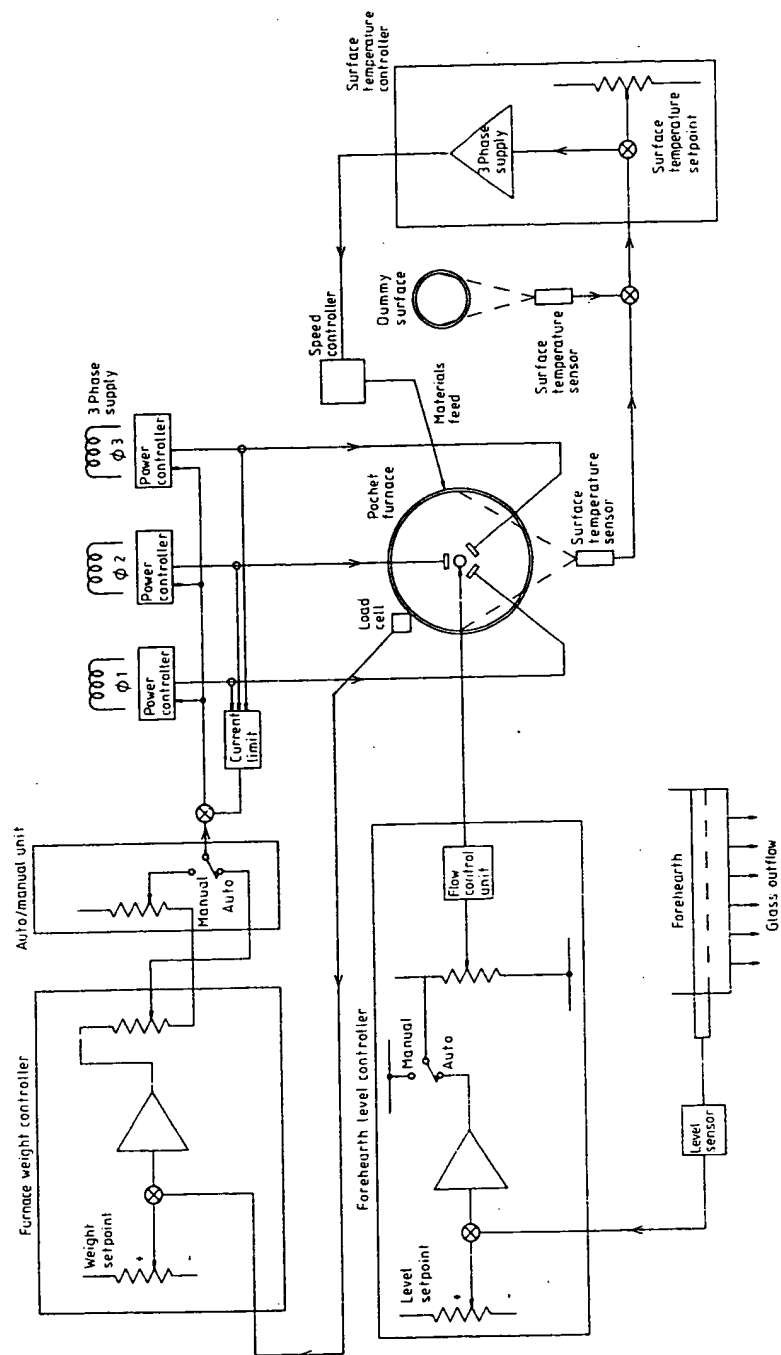 Furnace weight controller
Weight
setpoint
+
-
Auto/manual unit
Manual
Auto
Current
limit
Φ1
Power
controller
Φ2
Power
controller
Φ3
Power
controller
3 Phase
supply
Load
cell
Pochet
furnace
Materials
feed
Speed
controller
Dummy
surface
Surface
temperature
sensor
Surface
temperature
sensor
Surface
temperature
controller
3 Phase
supply
Surface
temperature
setpoint
Forehearth level controller
Level
setpoint
+
-
Manual
Auto
Flow
control
unit
Level
sensor
Forehearth
Glass outflow